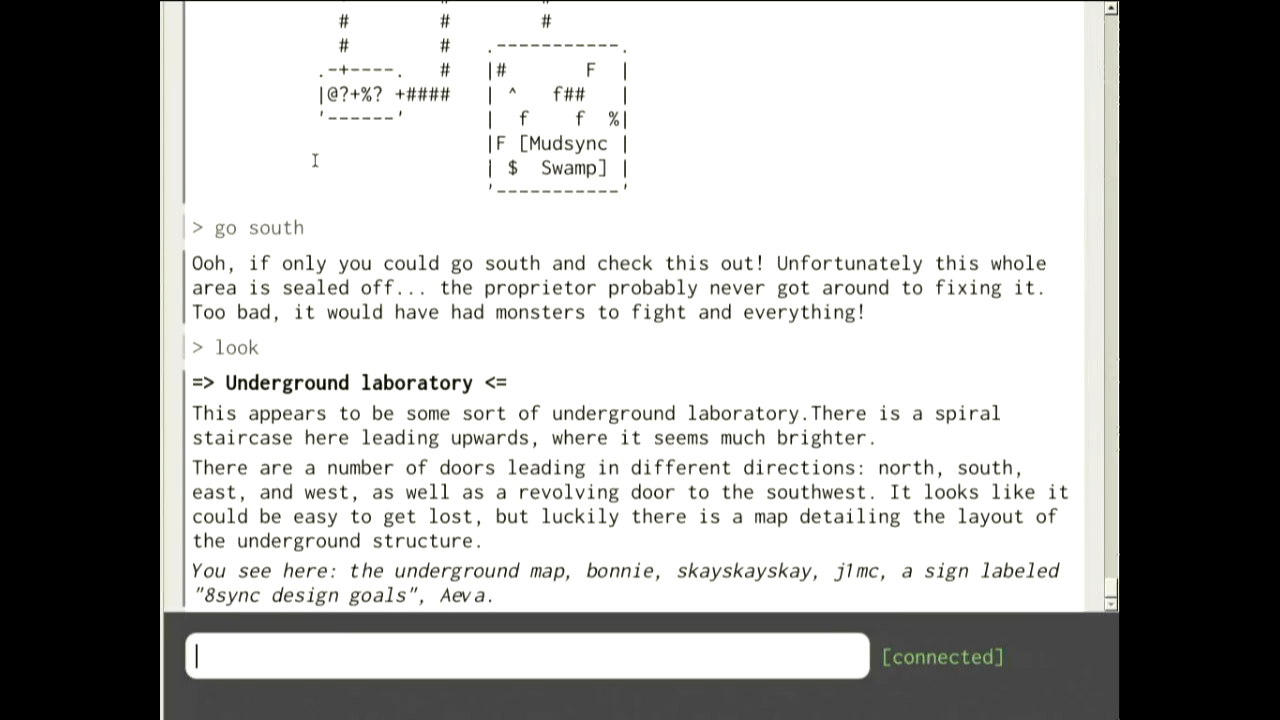 #        #        #
#        #    .-----------.
.-+----.   #   |#       F  |
|@?+%? +####   | ^   f##   |
'------'       |  f    f  %|
|F [Mudsync |
| $  Swamp] |
'-----------'
> go south
Ooh, if only you could go south and check this out! Unfortunately this whole
area is sealed off... the proprietor probably never got around to fixing it.
Too bad, it would have had monsters to fight and everything!
> look
=> Underground laboratory <=
This appears to be some sort of underground laboratory.There is a spiral
staircase here leading upwards, where it seems much brighter.
There are a number of doors leading in different directions: north, south,
east, and west, as well as a revolving door to the southwest. It looks like it
could be easy to get lost, but luckily there is a map detailing the layout of
the underground structure.
You see here: the underground map, bonnie, skayskayskay, j1mc, a sign labeled
"8sync design goals", Aeva.
[connected]